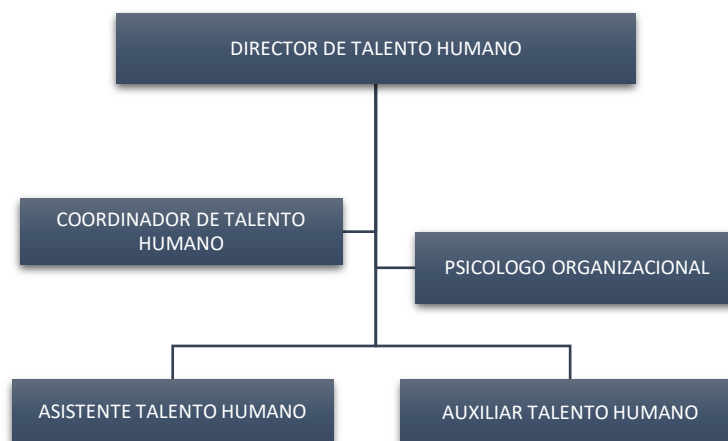 DIRECTOR DE TALENTO HUMANO
COORDINADOR DE TALENTO
HUMANO
PSICOLOGO ORGANIZACIONAL
ASISTENTE TALENTO HUMANO
AUXILIAR TALENTO HUMANO